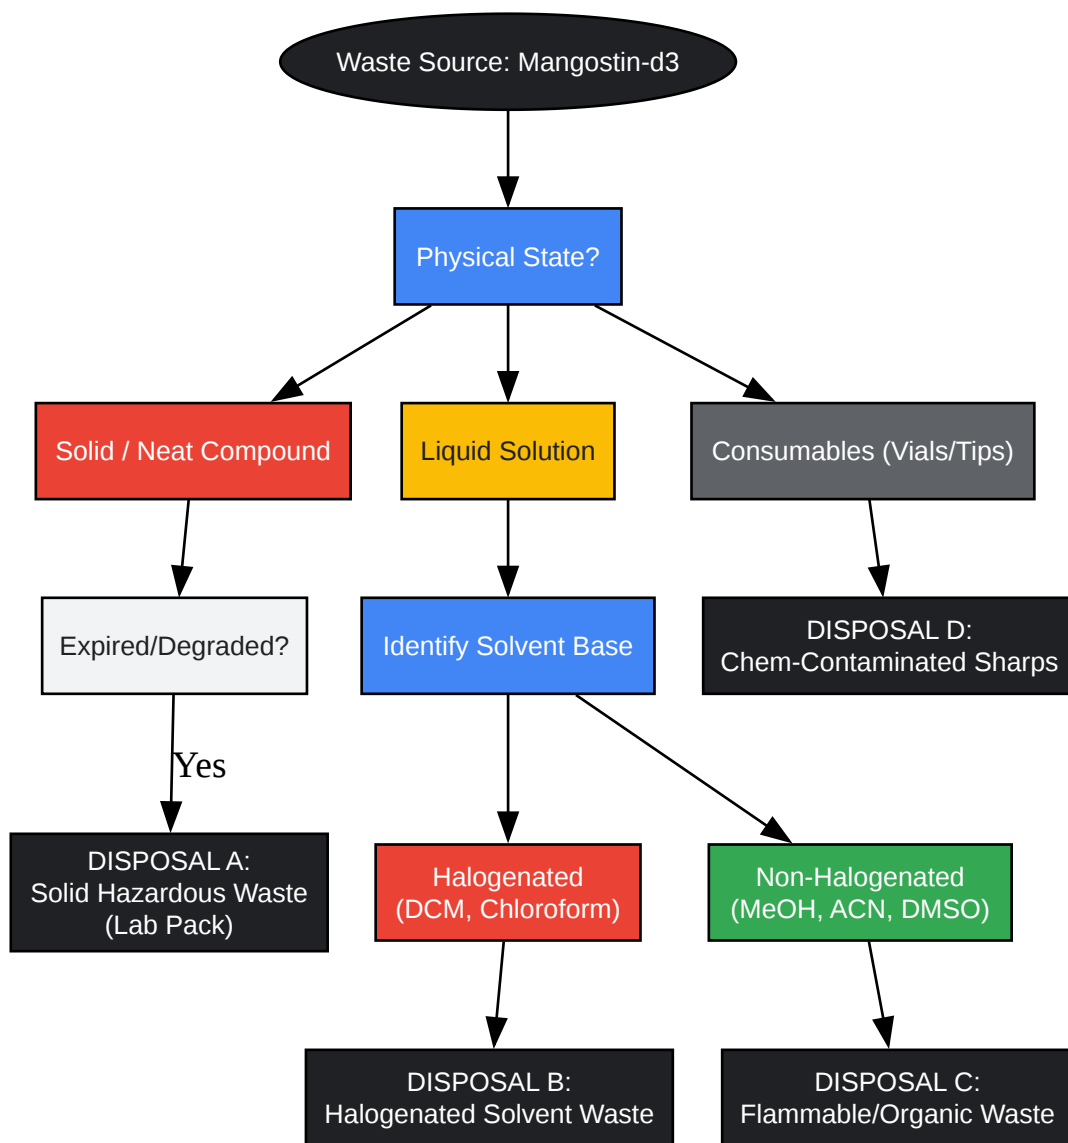 Waste Source: Mangostin-d3
Physical State?
Solid / Neat Compound
Liquid Solution
Consumables (Vials/Tips)
Expired/Degraded?
Identify Solvent Base
DISPOSAL D:
Chem-Contaminated Sharps
Yes
DISPOSAL A:
Solid Hazardous Waste
(Lab Pack)
Halogenated
(DCM, Chloroform)
Non-Halogenated
(MeOH, ACN, DMSO)
DISPOSAL B:
Halogenated Solvent Waste
DISPOSAL C:
Flammable/Organic Waste